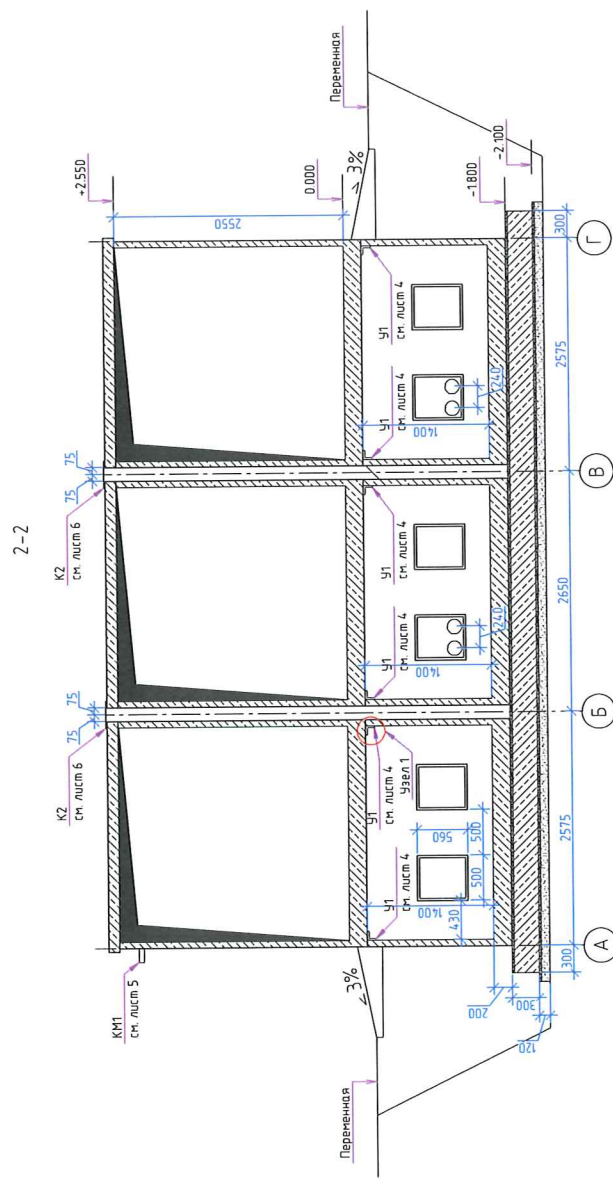 2-2
К2
см. лист 6
75
75
К2
см. лист 6
75
75
КМ1
см. лист 5
+2.550
2550
0.000
3%
3%
Переменная
Переменная
У1
см. лист 4
У1
см. лист 4
Узел 1
У1
см. лист 4
У1
см. лист 4
У1
см. лист 4
У1
см. лист 4
1400
1400
1400
430
500
560
500
240
240
-1.800
-2.100
200
300
120
300
2575
2650
2575
300
А
Б
В
Г